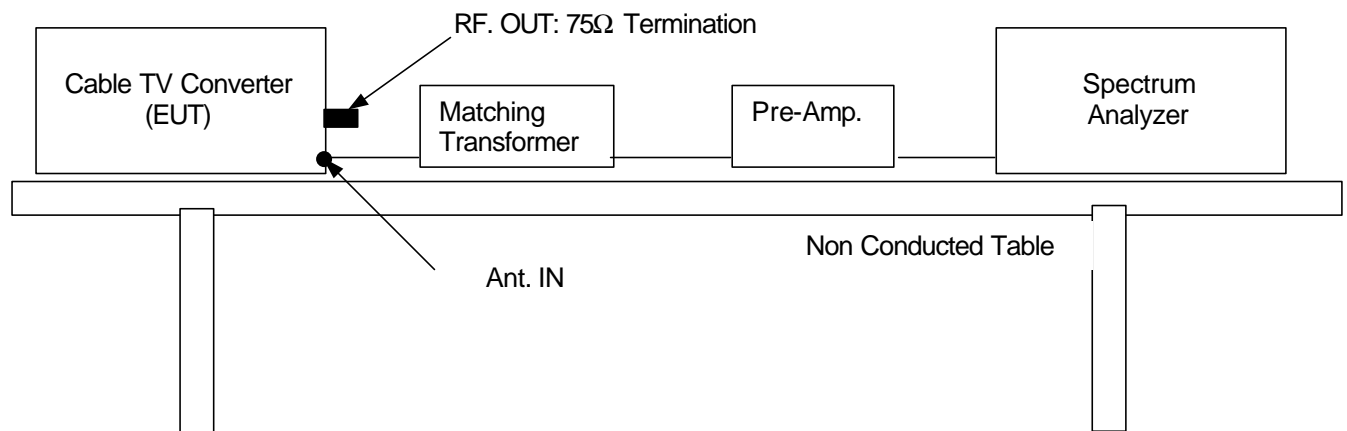 RF. OUT: 75Ω Termination
Cable TV Converter
(EUT)
Matching
Transformer
Pre-Amp.
Spectrum
Analyzer
Non Conducted Table
Ant. IN